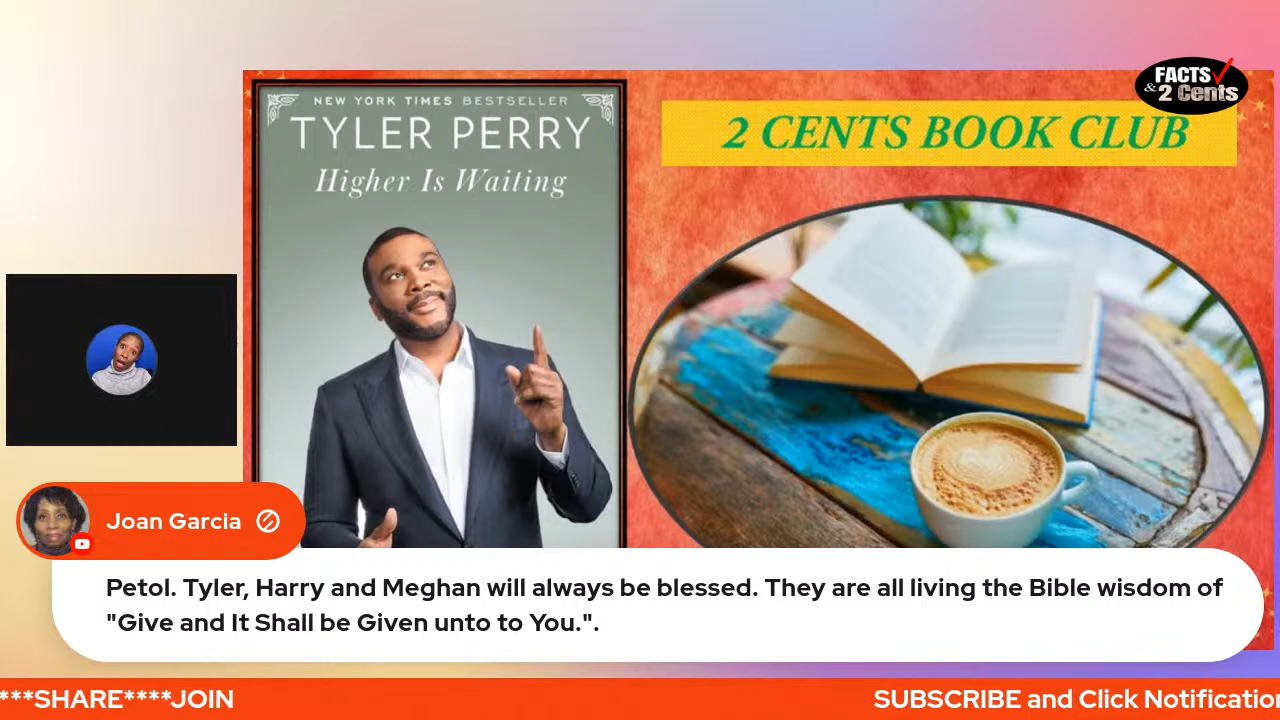 FACTS
& 2 Cents
NEW YORK TIMES BESTSELLER
TYLER PERRY
Higher Is Waiting
2 CENTS BOOK CLUB
Joan Garcia
Petol. Tyler, Harry and Meghan will always be blessed. They are all living the Bible wisdom of
"Give and It Shall be Given unto to You.".
***SHARE****JOIN
SUBSCRIBE and Click Notification